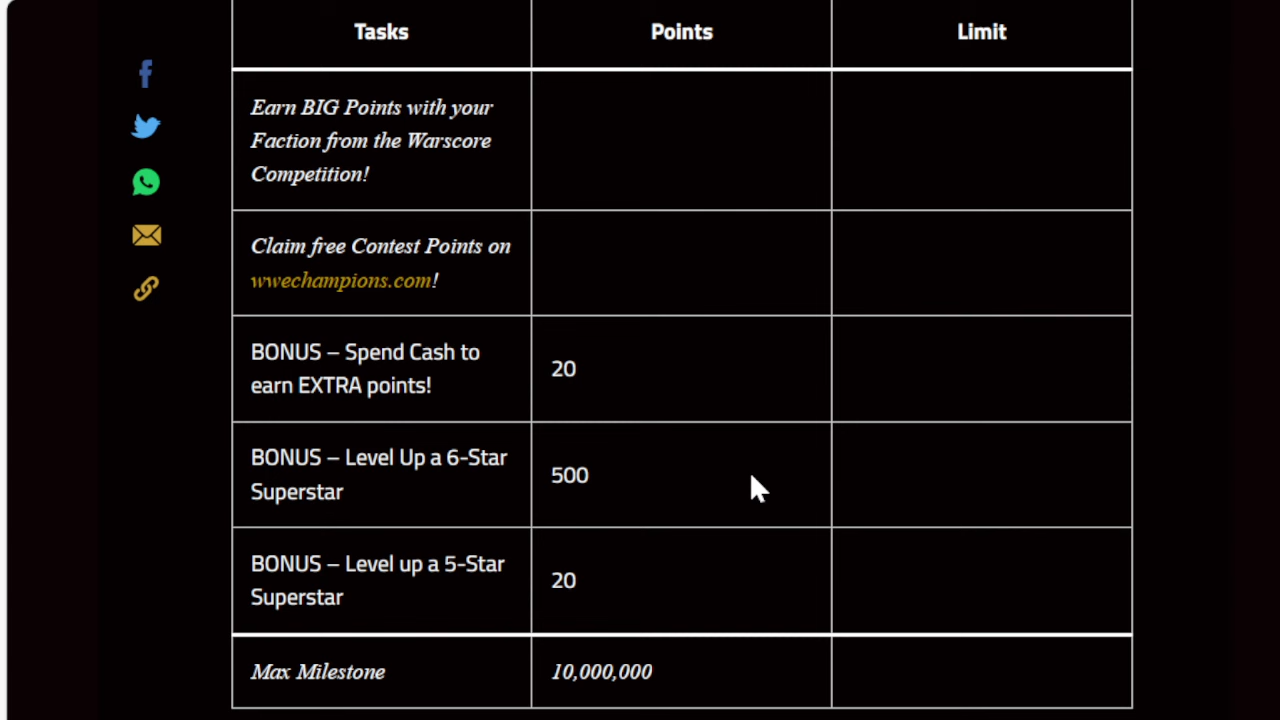 Tasks Points Limit
Earn BIG Points with your
Faction from the Warscore
Competition!
Claim free Contest Points on
wwechampions.com!
BONUS – Spend Cash to
earn EXTRA points!
20
BONUS – Level Up a 6-Star
Superstar
500
BONUS – Level up a 5-Star
Superstar
20
Max Milestone 10,000,000